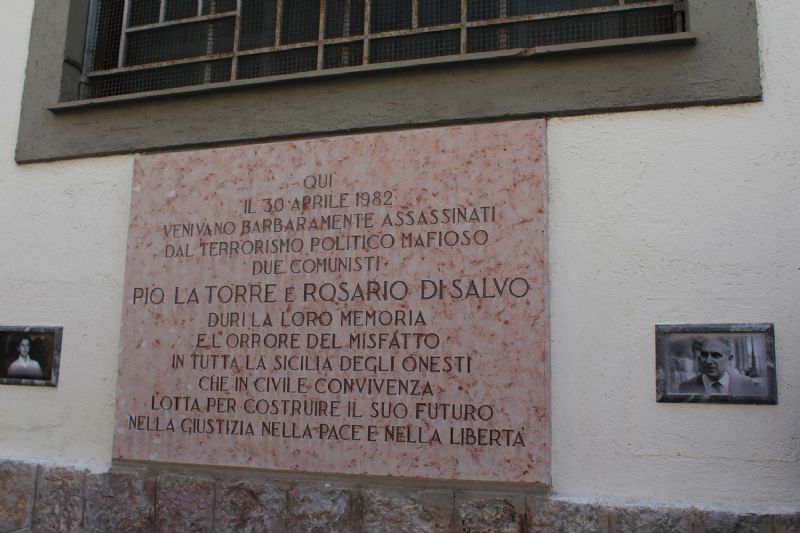 QUI
IL 30 APRILE 1982
VENIVANO BARBARAMENTE ASSASSINATI
DAL TERRORISMO POLITICO MAFIOSO
DUE COMUNISTI
PIO LA TORRE E ROSARIO DI SALVO
DURI LA LORO MEMORIA
E L'ORRORE DEL MISFATTO
IN TUTTA LA SICILIA DEGLI ONESTI
CHE IN CIVILE CONVIVENZA
LOTTA PER COSTRUIRE IL SUO FUTURO
NELLA GIUSTIZIA NELLA PACE E NELLA LIBERTÀ